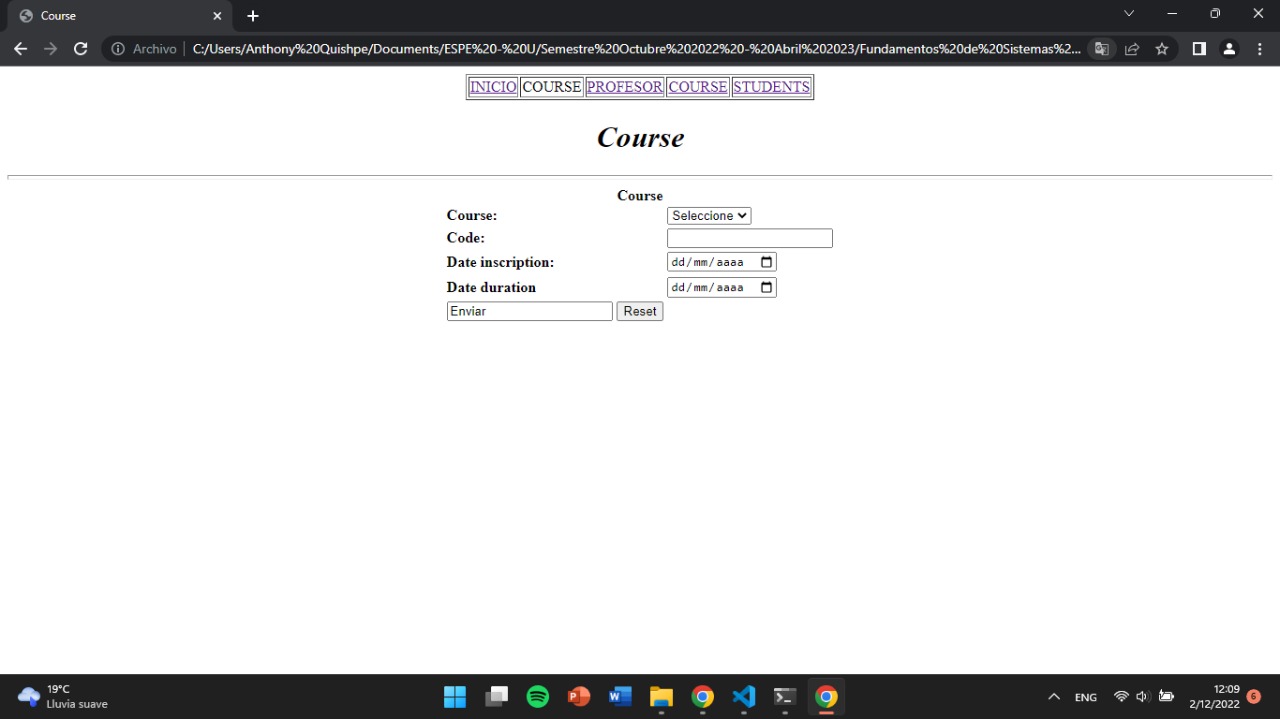 Course
Archivo
C:/Users/Anthony%20Quishpe/Documents/ESPE%20-%20U/Semestre%20Octubre%202022%20-%20Abril%202023/Fundamentos%20de%20Sistemas%2...
INICIO COURSE PROFESOR COURSE STUDENTS
Course
Course
Course: Seleccione
Code:
Date inscription: dd/mm/aaaa
Date duration dd/mm/aaaa
Enviar Reset
19°C
Lluvia suave
P W
ENG
12:09
2/12/2022
6